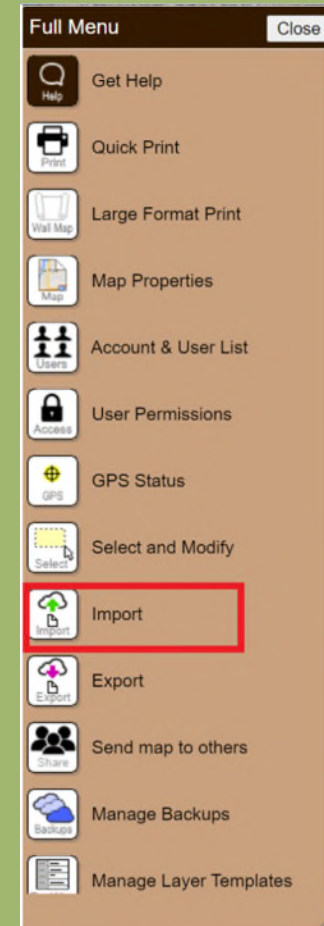 Full Menu Close
Help Get Help
Print Quick Print
Wall Map Large Format Print
Map Map Properties
Users Account & User List
Access User Permissions
GPS GPS Status
Select Select and Modify
Import Import
Export Export
Share Send map to others
Backups Manage Backups
Manage Layer Templates